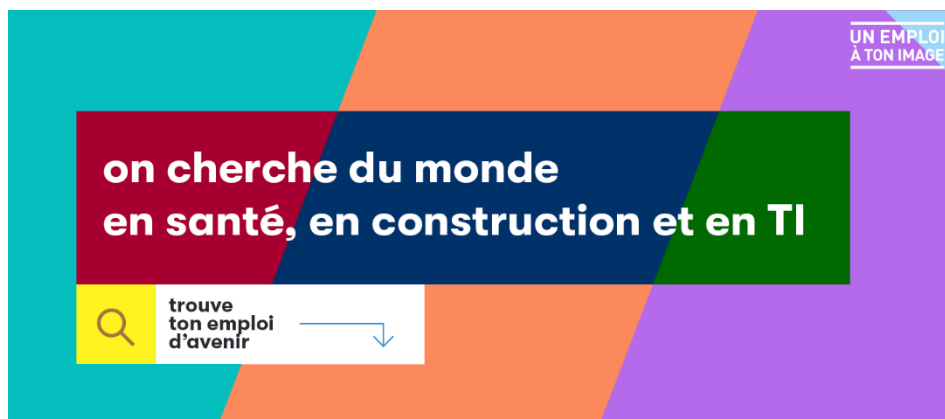 UN EMPLOI
À TON IMAGE
on cherche du monde
en santé, en construction et en TI
trouve
ton emploi
d'avenir